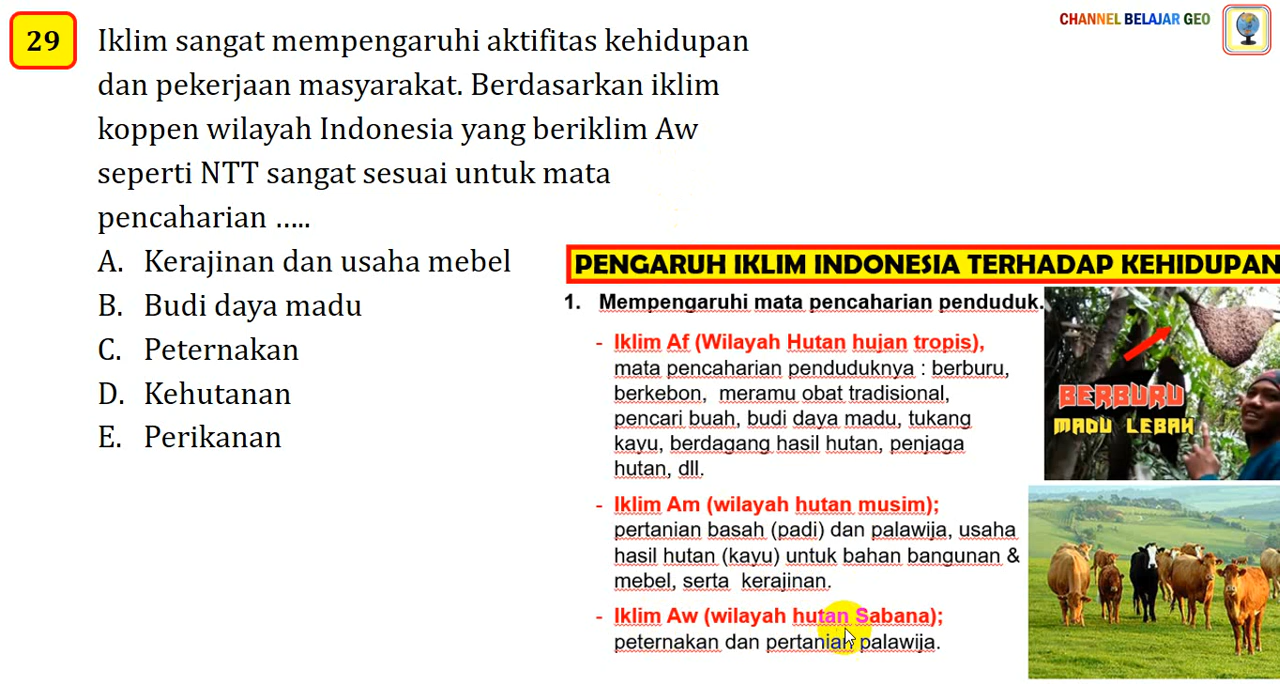 29
Iklim sangat mempengaruhi aktifitas kehidupan
dan pekerjaan masyarakat. Berdasarkan iklim
koppen wilayah Indonesia yang beriklim Aw
seperti NTT sangat sesuai untuk mata
pencaharian .....
A. Kerajinan dan usaha mebel
B. Budi daya madu
C. Peternakan
D. Kehutanan
E. Perikanan
CHANNEL BELAJAR GEO
PENGARUH IKLIM INDONESIA TERHADAP KEHIDUPAN
1. Mempengaruhi mata pencaharian penduduk.
- Iklim Af (Wilayah Hutan hujan tropis),
mata pencaharian penduduknya : berburu,
berkebon, meramu obat tradisional,
pencari buah, budi daya madu, tukang
kayu, berdagang hasil hutan, penjaga
hutan, dll.
- Iklim Am (wilayah hutan musim);
pertanian basah (padi) dan palawija, usaha
hasil hutan (kayu) untuk bahan bangunan &
mebel, serta kerajinan.
- Iklim Aw (wilayah hutan Sabana);
peternakan dan pertanian palawija.
BERBURU
MADU LEBAH